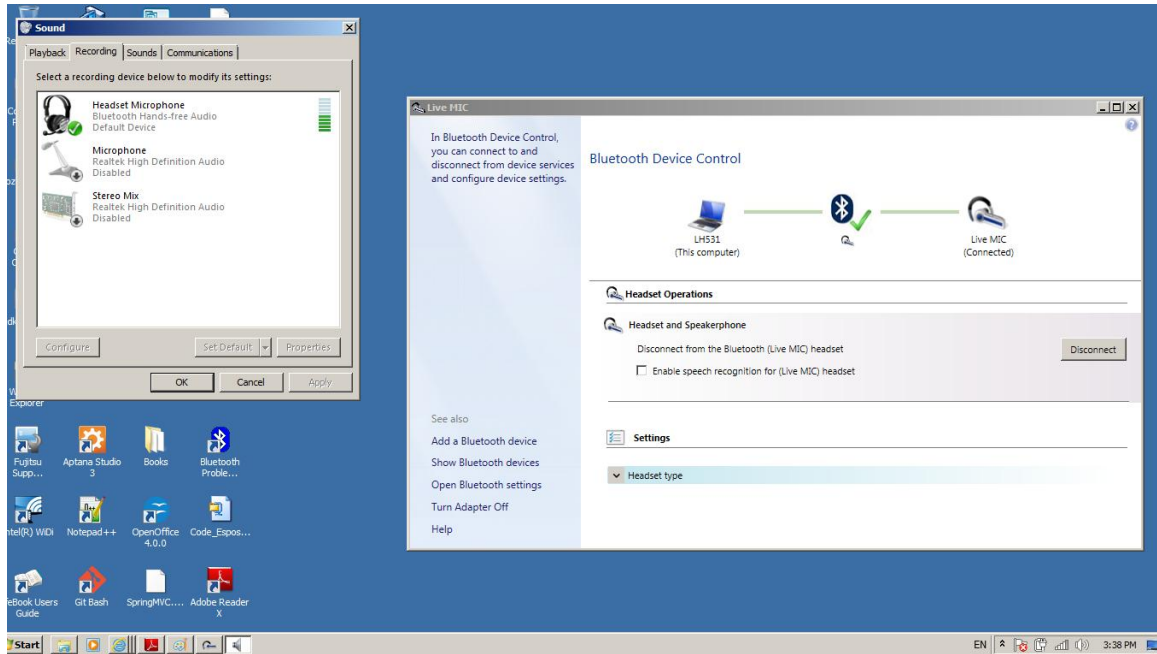 Sound
Playback Recording Sounds Communications
Select a recording device below to modify its settings:
Headset Microphone
Bluetooth Hands-free Audio
Default Device
Microphone
Realtek High Definition Audio
Disabled
Stereo Mix
Realtek High Definition Audio
Disabled
Configure Set Default Properties
OK Cancel Apply
Live MIC
In Bluetooth Device Control,
you can connect to and
disconnect from device services
and configure device settings.
Bluetooth Device Control
LH531
(This computer)
Live MIC
(Connected)
Headset Operations
Headset and Speakerphone
Disconnect from the Bluetooth (Live MIC) headset
Disconnect
Enable speech recognition for (Live MIC) headset
See also
Add a Bluetooth device
Show Bluetooth devices
Open Bluetooth settings
Turn Adapter Off
Help
Settings
Headset type
Explorer
Fujitsu
Supp...
Aptana Studio
3
Books
Bluetooth
Proble...
ntel(R) WiDi
Notepad++
OpenOffice
4.0.0
Code_Espos...
eBook Users
Guide
Git Bash
SpringMVC....
Adobe Reader
X
Start
EN
3:38 PM